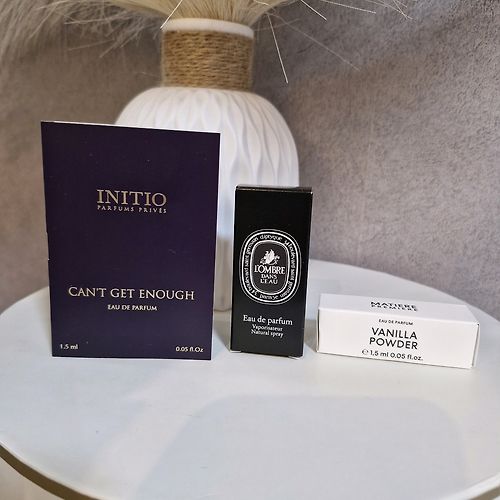 INITIO
PARFUMS PRIVÉS
CAN'T GET ENOUGH
EAU DE PARFUM
1.5 ml
0.05 fl.Oz
diptyque
L'OMBRE
DANS
L'EAU
Eau de parfum
Vaporisateur
Natural spray
MATIERE
PREMIERE
EAU DE PARFUM
VANILLA
POWDER
℮ 1.5 ml 0.05 fl.oz.